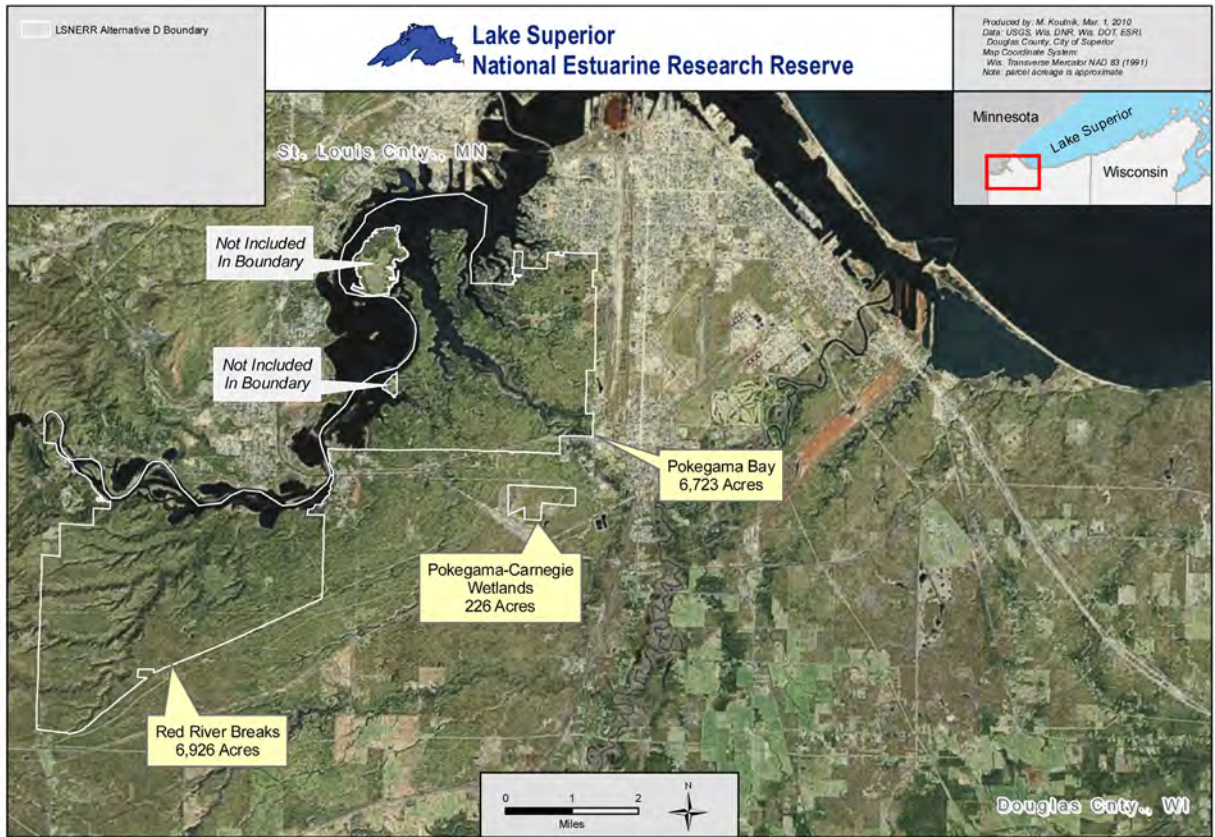 LSNERR Alternative D Boundary
Lake Superior
National Estuarine Research Reserve
Produced by: M. Koutnik, Mar. 1, 2010
Data: USGS, Wis. DNR, Wis. DOT, ESRI,
Douglas County, City of Superior
Map Coordinate System:
Wis. Transverse Mercator NAD 83 (1991)
Note: parcel acreage is approximate
Minnesota
Lake Superior
Wisconsin
St. Louis Cnty., MN
Not Included
In Boundary
Not Included
In Boundary
Pokegama Bay
6,723 Acres
Pokegama-Carnegie
Wetlands
226 Acres
Red River Breaks
6,926 Acres
0 1 2
Miles
N
Douglas Cnty., WI